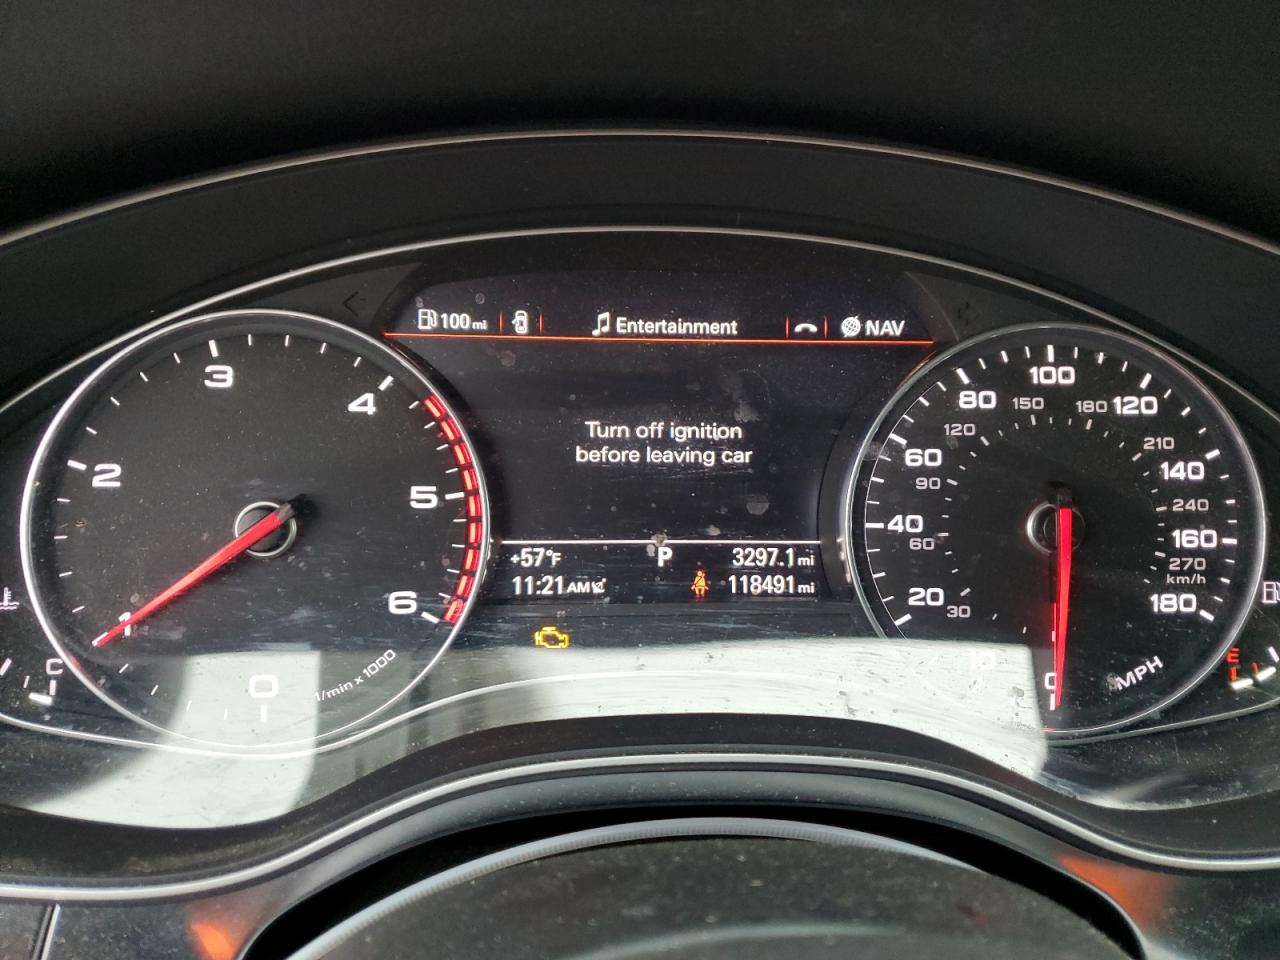 100 mi
Entertainment
NAV
Turn off ignition
before leaving car
+57°F
P
3297.1 mi
11:21 AM
118491 mi
0
1
2
3
4
5
6
1/min x 1000
C
0
10
20
40
60
80
100
120
140
160
180
MPH
30
60
90
120
150
180
210
240
270
km/h
E